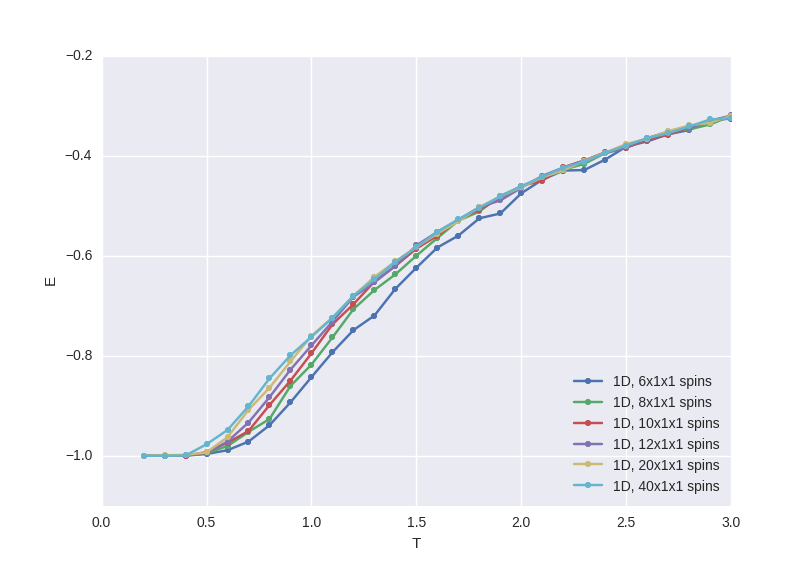 −0.2
−0.4
−0.6
−0.8
−1.0
E
0.0 0.5 1.0 1.5 2.0 2.5 3.0
T
1D, 6x1x1 spins
1D, 8x1x1 spins
1D, 10x1x1 spins
1D, 12x1x1 spins
1D, 20x1x1 spins
1D, 40x1x1 spins